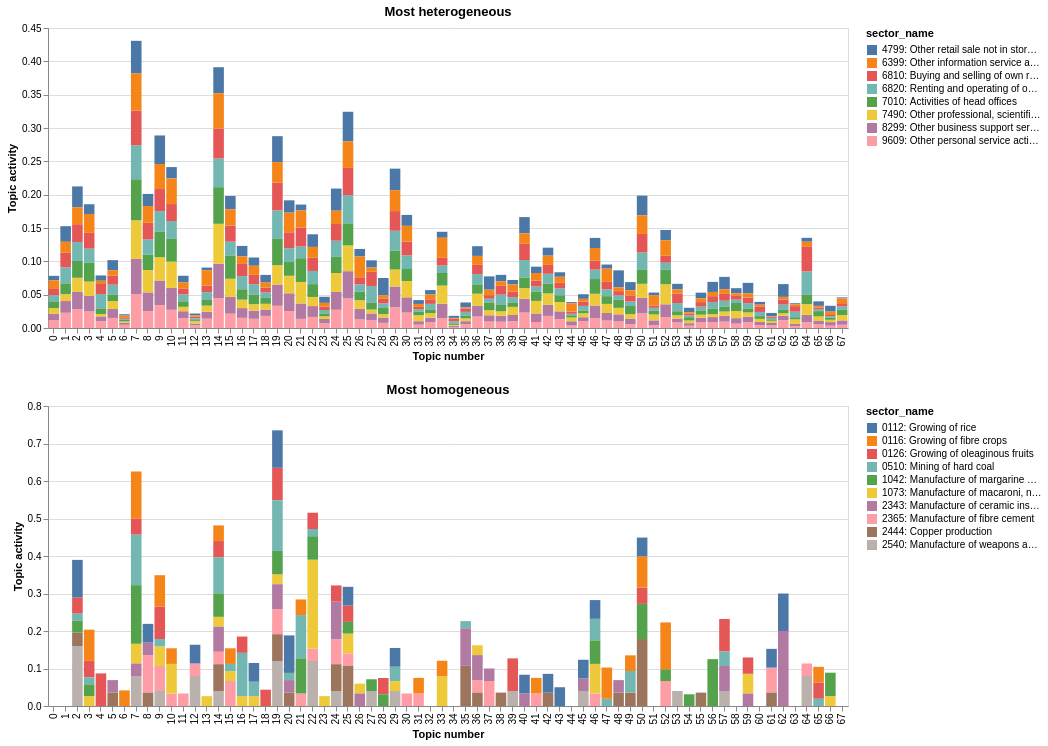 Most heterogeneous
0.45
0.40
0.35
0.30
0.25
0.20
0.15
0.10
0.05
0.00
Topic activity
0 1 2 3 4 5 6 7 8 9 10 11 12 13 14 15 16 17 18 19 20 21 22 23 24 25 26 27 28 29 30 31 32 33 34 35 36 37 38 39 40 41 42 43 44 45 46 47 48 49 50 51 52 53 54 55 56 57 58 59 60 61 62 63 64 65 66 67
Topic number
sector_name
4799: Other retail sale not in stor…
6399: Other information service a…
6810: Buying and selling of own r…
6820: Renting and operating of o…
7010: Activities of head offices
7490: Other professional, scientifi…
8299: Other business support ser…
9609: Other personal service acti…
Most homogeneous
0.8
0.7
0.6
0.5
0.4
0.3
0.2
0.1
0.0
Topic activity
0 1 2 3 4 5 6 7 8 9 10 11 12 13 14 15 16 17 18 19 20 21 22 23 24 25 26 27 28 29 30 31 32 33 34 35 36 37 38 39 40 41 42 43 44 45 46 47 48 49 50 51 52 53 54 55 56 57 58 59 60 61 62 63 64 65 66 67
Topic number
sector_name
0112: Growing of rice
0116: Growing of fibre crops
0126: Growing of oleaginous fruits
0510: Mining of hard coal
1042: Manufacture of margarine …
1073: Manufacture of macaroni, n…
2343: Manufacture of ceramic ins…
2365: Manufacture of fibre cement
2444: Copper production
2540: Manufacture of weapons a…